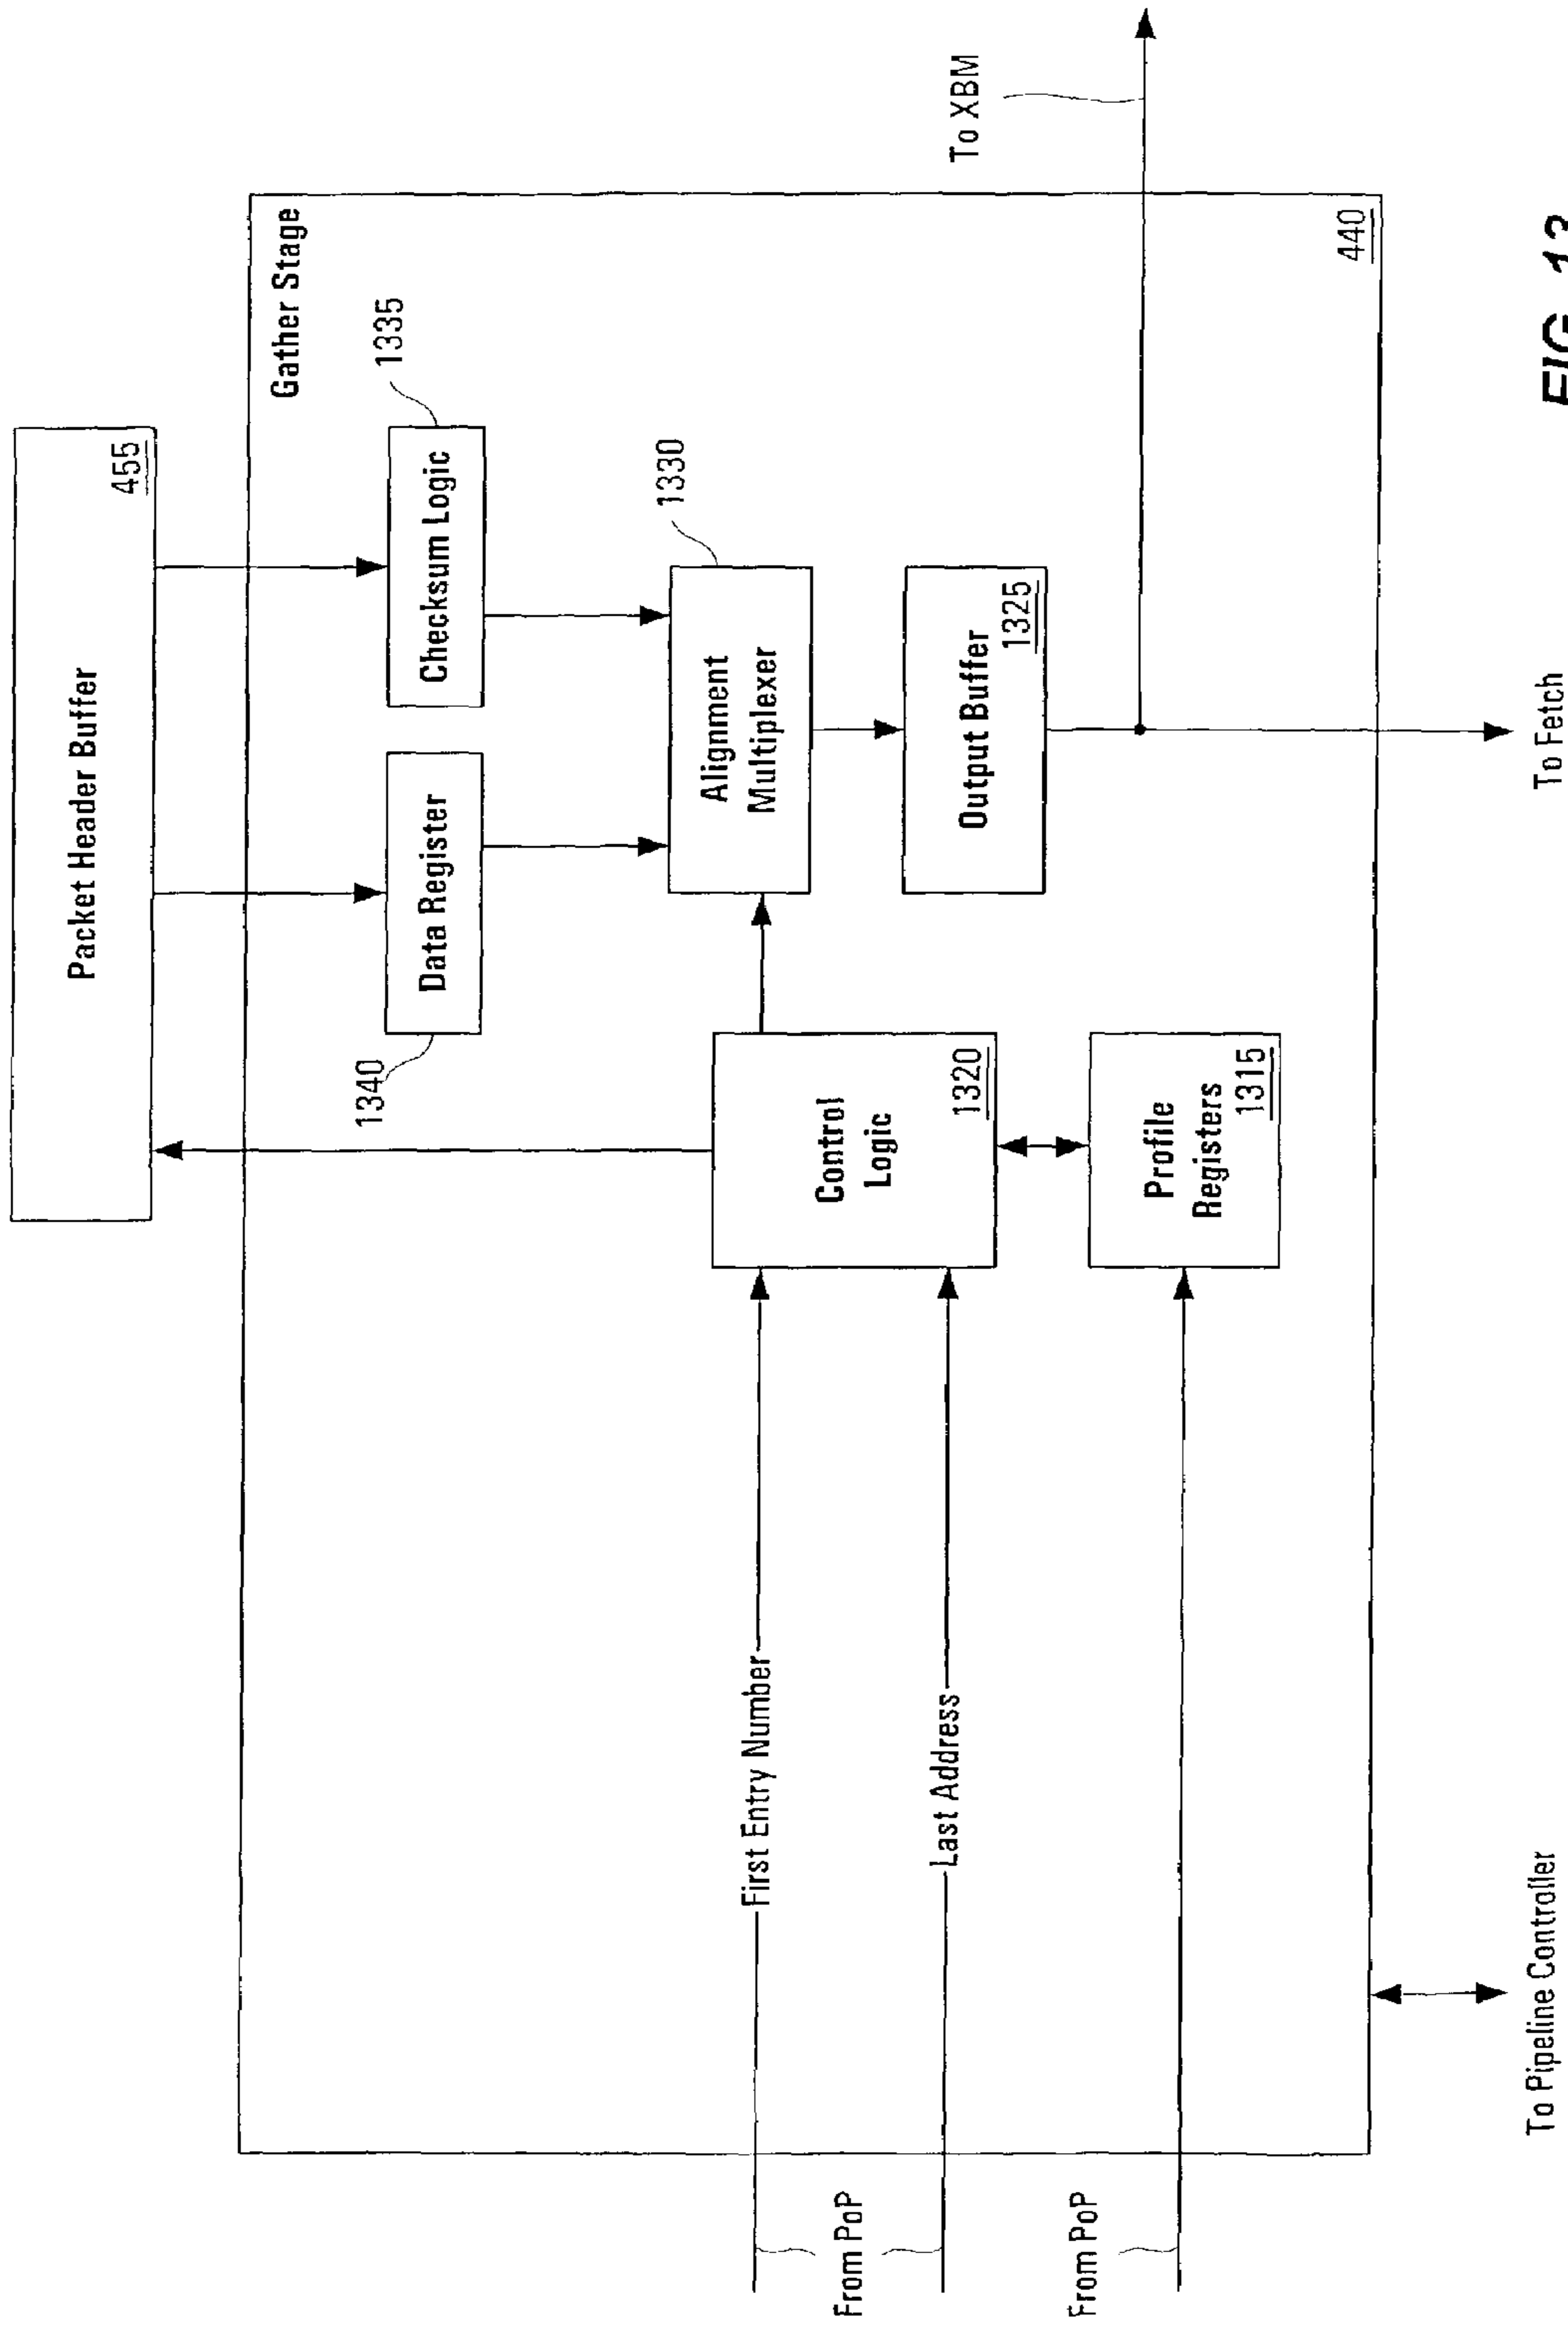 Packet Header Buffer
455
Gather Stage
Data Register
1340
Checksum Logic
1335
Alignment
Multiplexer
1330
Output Buffer
1325
Control
Logic
1320
Profile
Registers
1315
First Entry Number
Last Address
From PoP
From PoP
To XBM
440
To Fetch
To Pipeline Controller
FIG. 13